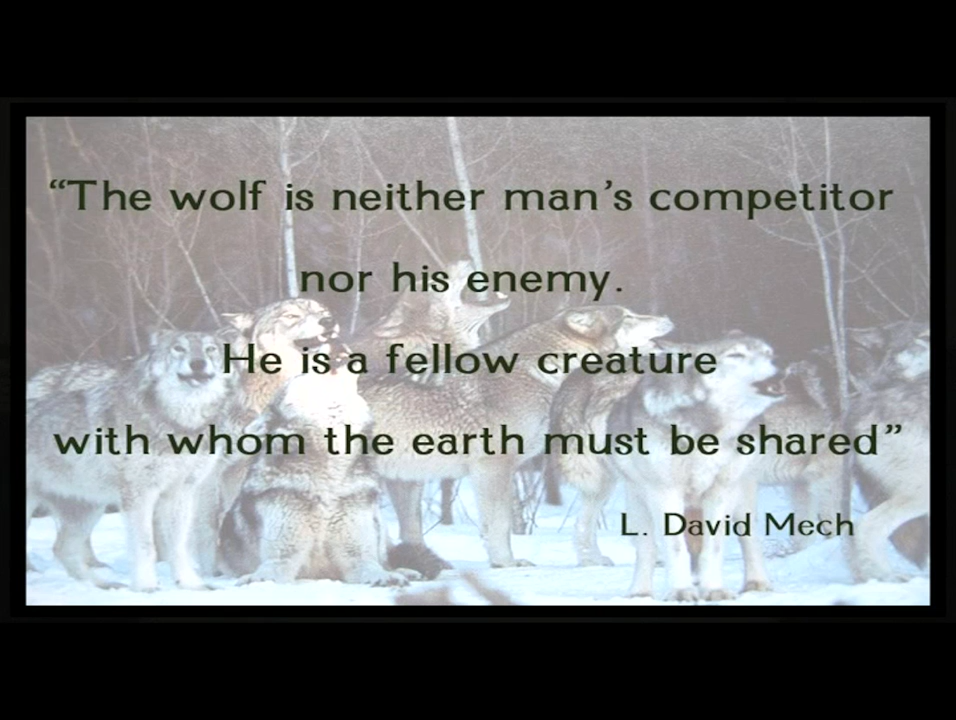 “The wolf is neither man’s competitor
nor his enemy.
He is a fellow creature
with whom the earth must be shared”
L. David Mech